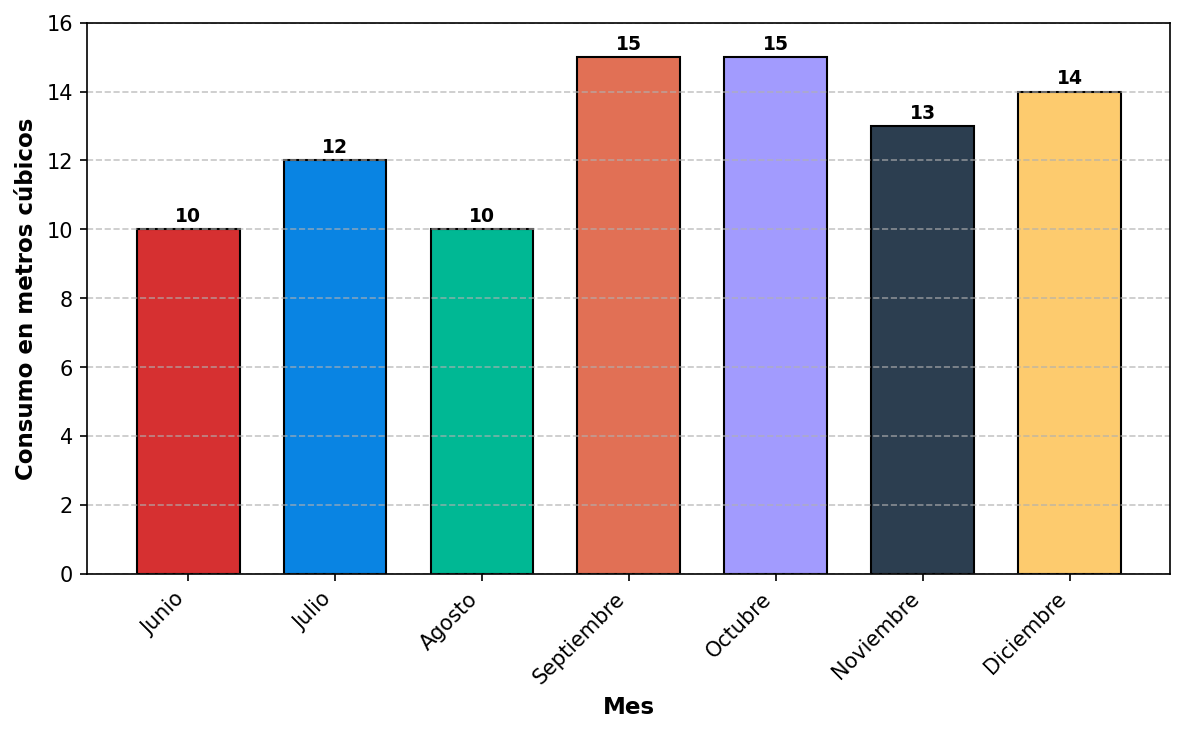 16
14
12
10
8
6
4
2
0
Consumo en metros cúbicos
10
12
10
15
15
13
14
Junio
Julio
Agosto
Septiembre
Octubre
Noviembre
Diciembre
Mes